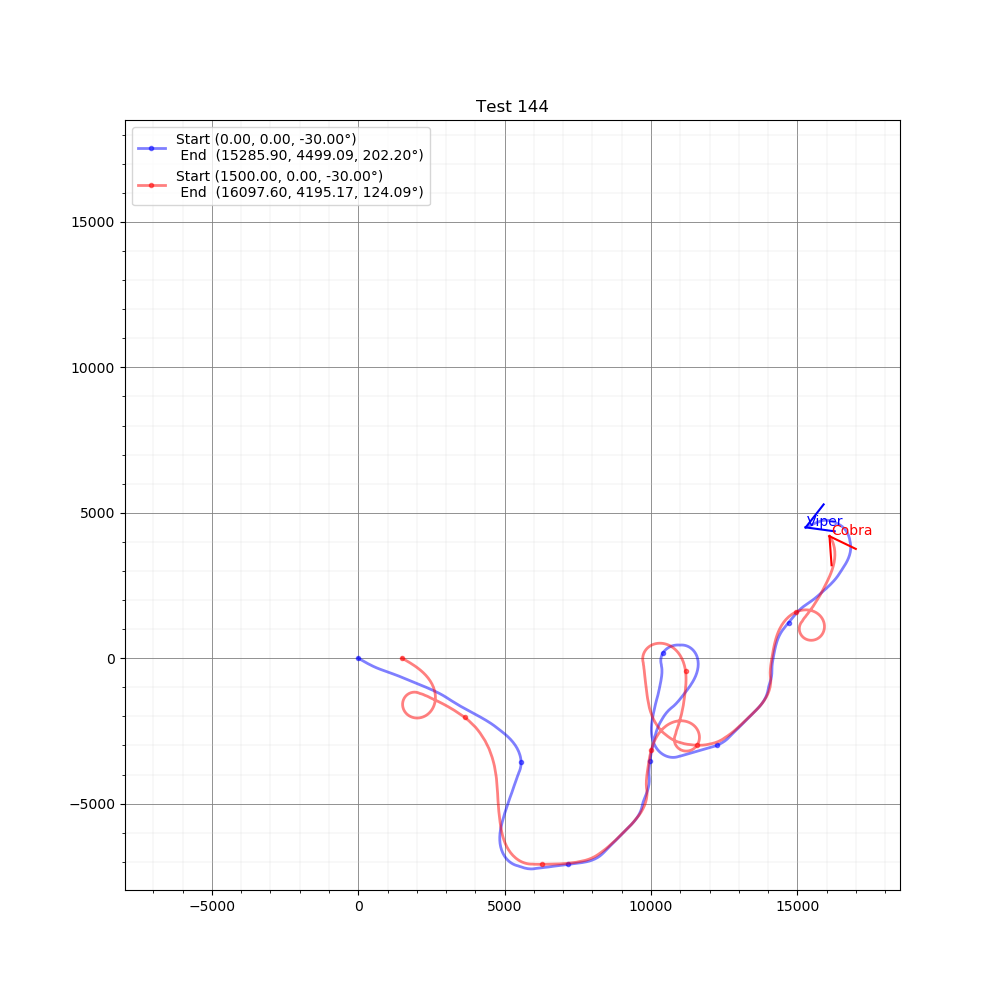 Test 144
Start (0.00, 0.00, -30.00°)
End  (15285.90, 4499.09, 202.20°)
Start (1500.00, 0.00, -30.00°)
End  (16097.60, 4195.17, 124.09°)
15000
10000
5000
0
−5000
Viper
Cobra
−5000
0
5000
10000
15000